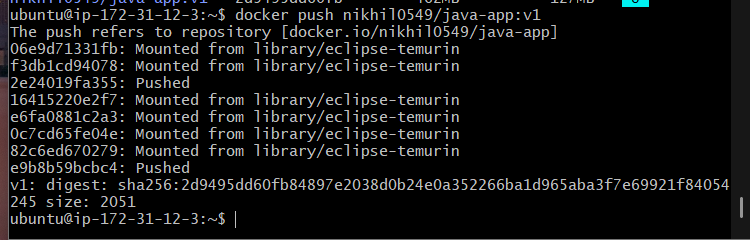 ubuntu@ip-172-31-12-3:~$ docker push nikhil0549/java-app:v1
The push refers to repository [docker.io/nikhil0549/java-app]
06e9d71331fb: Mounted from library/eclipse-temurin
f3db1cd94078: Mounted from library/eclipse-temurin
2e24019fa355: Pushed
16415220e2f7: Mounted from library/eclipse-temurin
e6fa0881c2a3: Mounted from library/eclipse-temurin
0c7cd65fe04e: Mounted from library/eclipse-temurin
82c6ed670279: Mounted from library/eclipse-temurin
e9b8b59bcbc4: Pushed
v1: digest: sha256:2d9495dd60fb84897e2038d0b24e0a352266ba1d965aba3f7e69921f84054
245 size: 2051
ubuntu@ip-172-31-12-3:~$